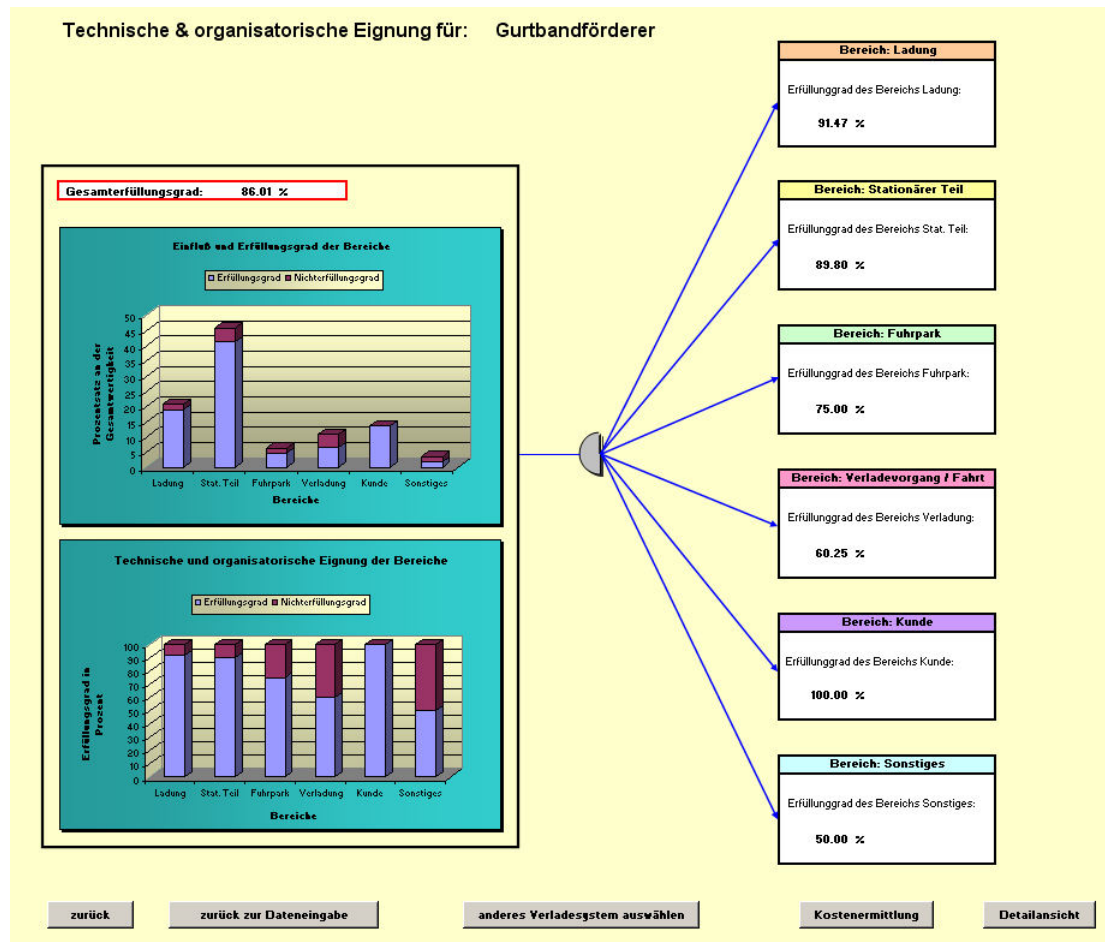 Technische & organisatorische Eignung für: Gurtbandförderer
Gesamterfüllungsgrad: 86.01 %
Einfluß und Erfüllungsgrad der Bereiche
Erfüllungsgrad Nichterfüllungsgrad
Prozentsatz an der
Gesamtwertigkeit
50
45
40
35
30
25
20
15
10
5
0
Ladung Stat. Teil Fuhrpark Verladung Kunde Sonstiges
Bereiche
Technische und organisatorische Eignung der Bereiche
Erfüllungsgrad Nichterfüllungsgrad
Erfüllungsgrad in
Prozent
100
90
80
70
60
50
40
30
20
10
0
Ladung Stat. Teil Fuhrpark Verladung Kunde Sonstiges
Bereiche
Bereich: Ladung
Erfüllunggrad des Bereichs Ladung:
91.47 %
Bereich: Stationärer Teil
Erfüllunggrad des Bereichs Stat. Teil:
89.80 %
Bereich: Fuhrpark
Erfüllunggrad des Bereichs Fuhrpark:
75.00 %
Bereich: Verladevorgang / Fahrt
Erfüllunggrad des Bereichs Verladung:
60.25 %
Bereich: Kunde
Erfüllunggrad des Bereichs Kunde:
100.00 %
Bereich: Sonstiges
Erfüllunggrad des Bereichs Sonstiges:
50.00 %
zurück
zurück zur Dateneingabe
anderes Verladesystem auswählen
Kostenermittlung
Detailansicht